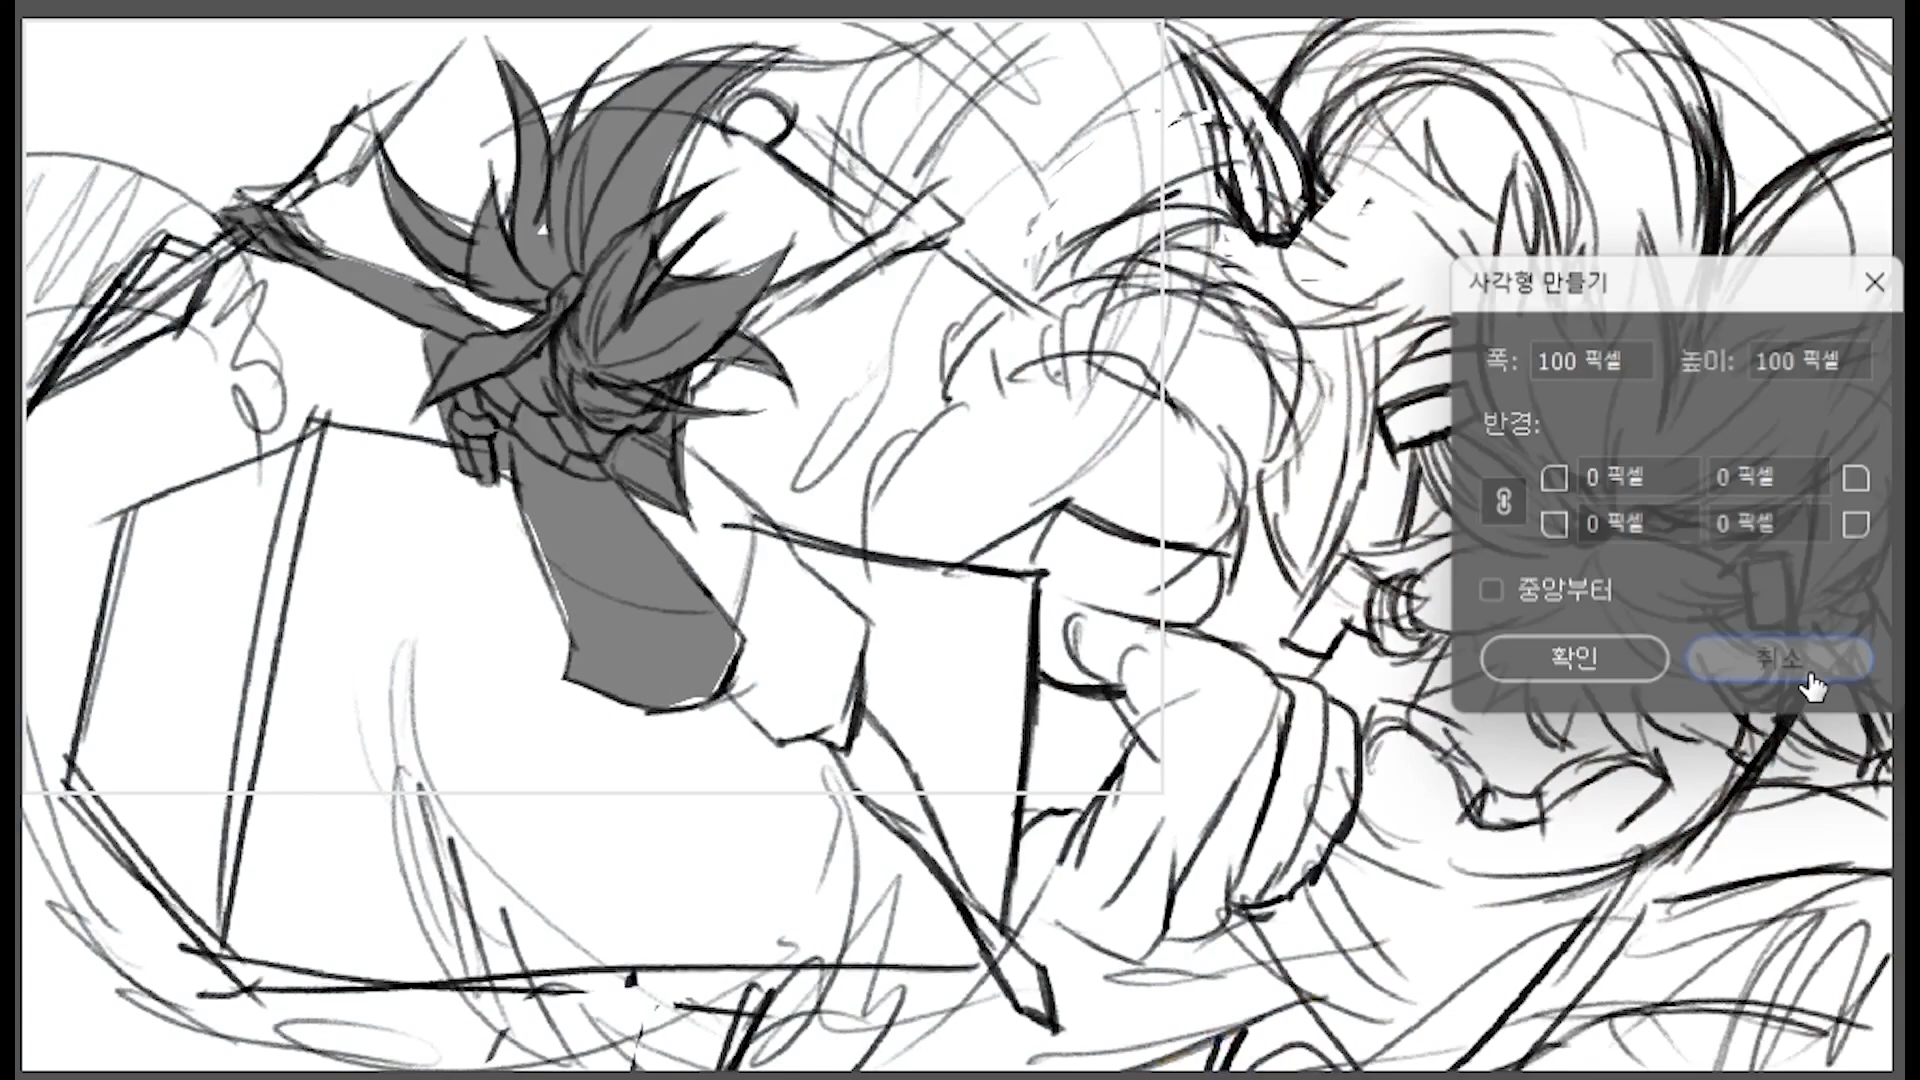 사각형 만들기
폭: 100 픽셀 높이: 100 픽셀
반경:
0 픽셀 0 픽셀
0 픽셀 0 픽셀
중앙부터
확인 취소